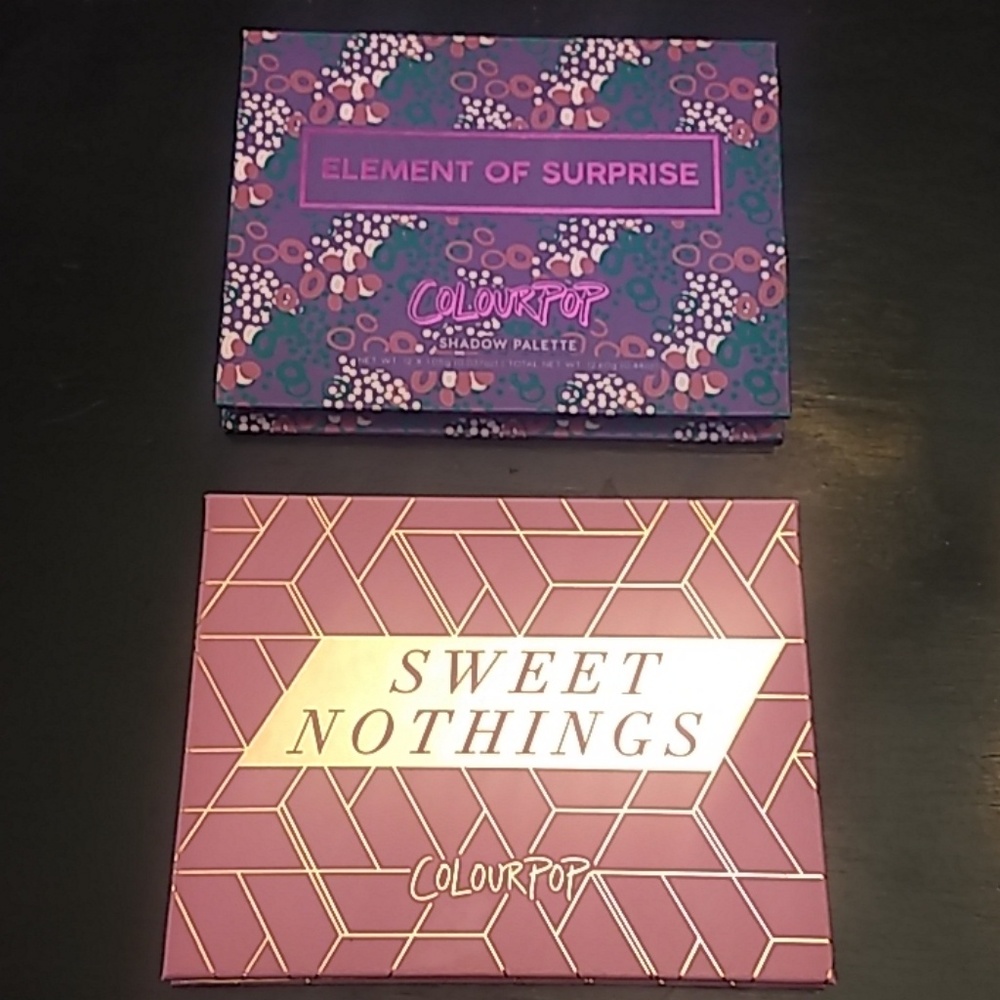 ELEMENT OF SURPRISE
COLOURPOP
SHADOW PALETTE
SWEET
NOTHINGS
COLOURPOP